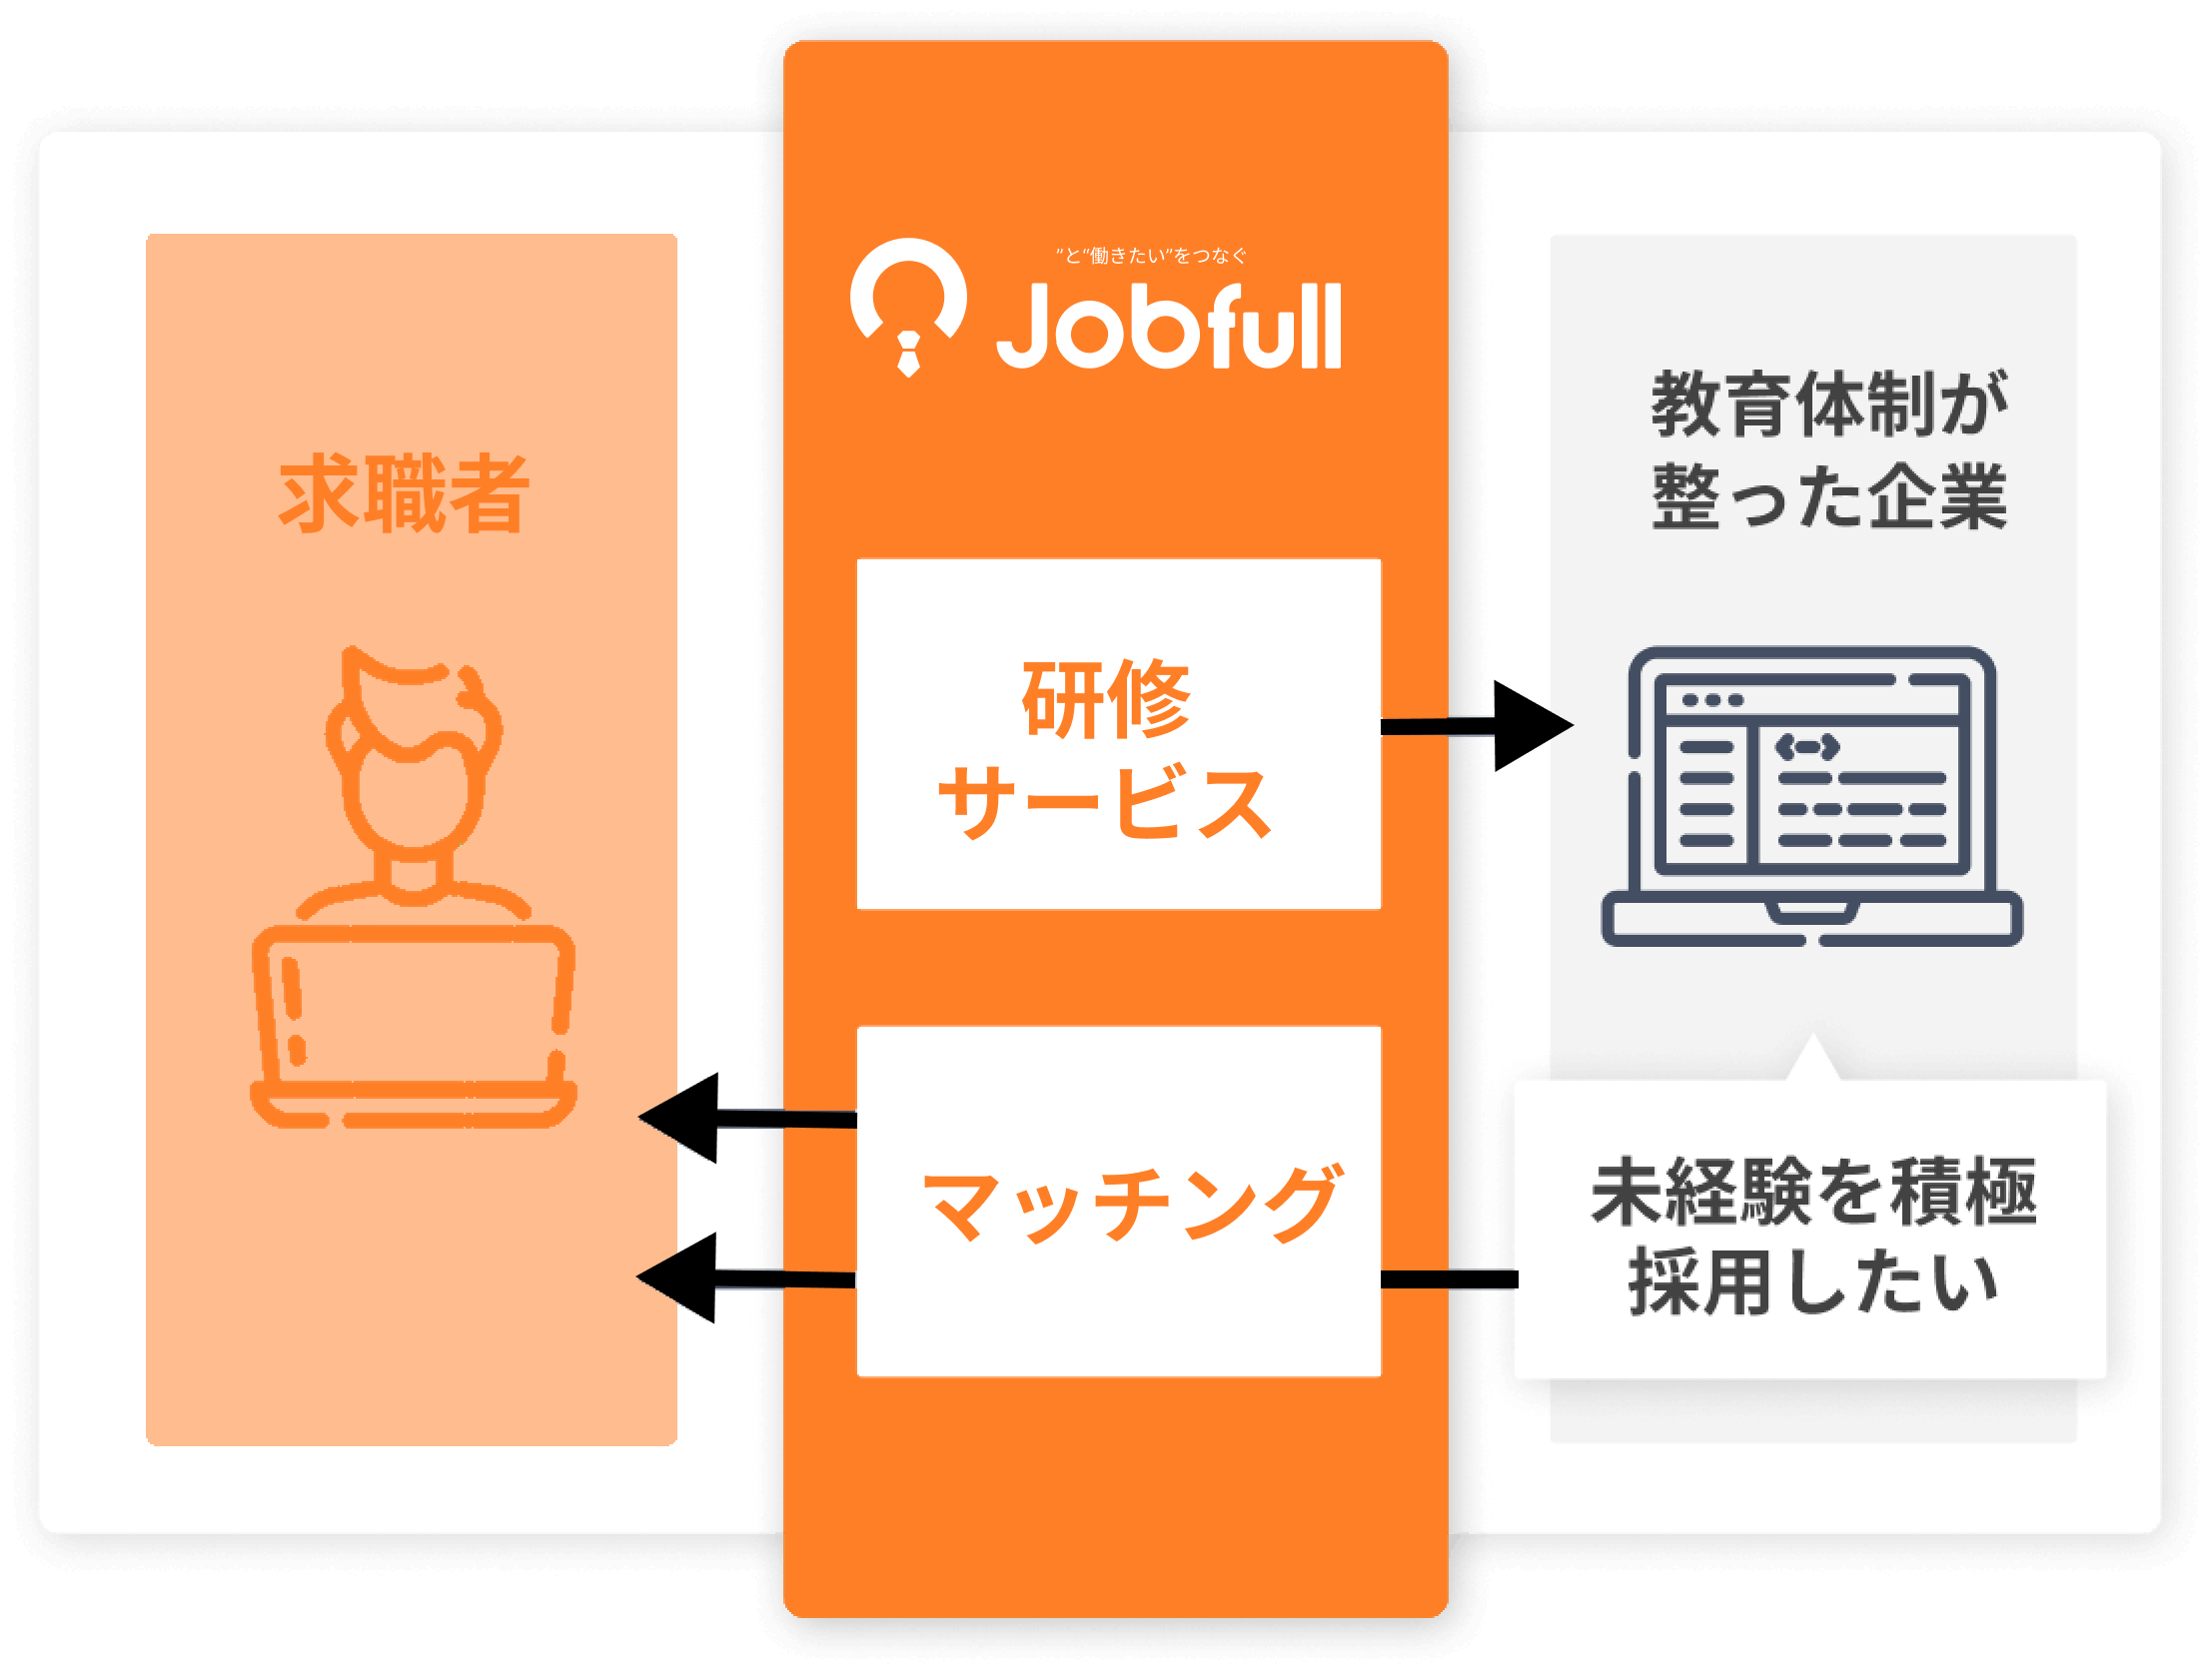 ”と“働きたい”をつなぐ
Jobfull
求職者
研修
サービス
マッチング
教育体制が
整った企業
未経験を積極
採用したい